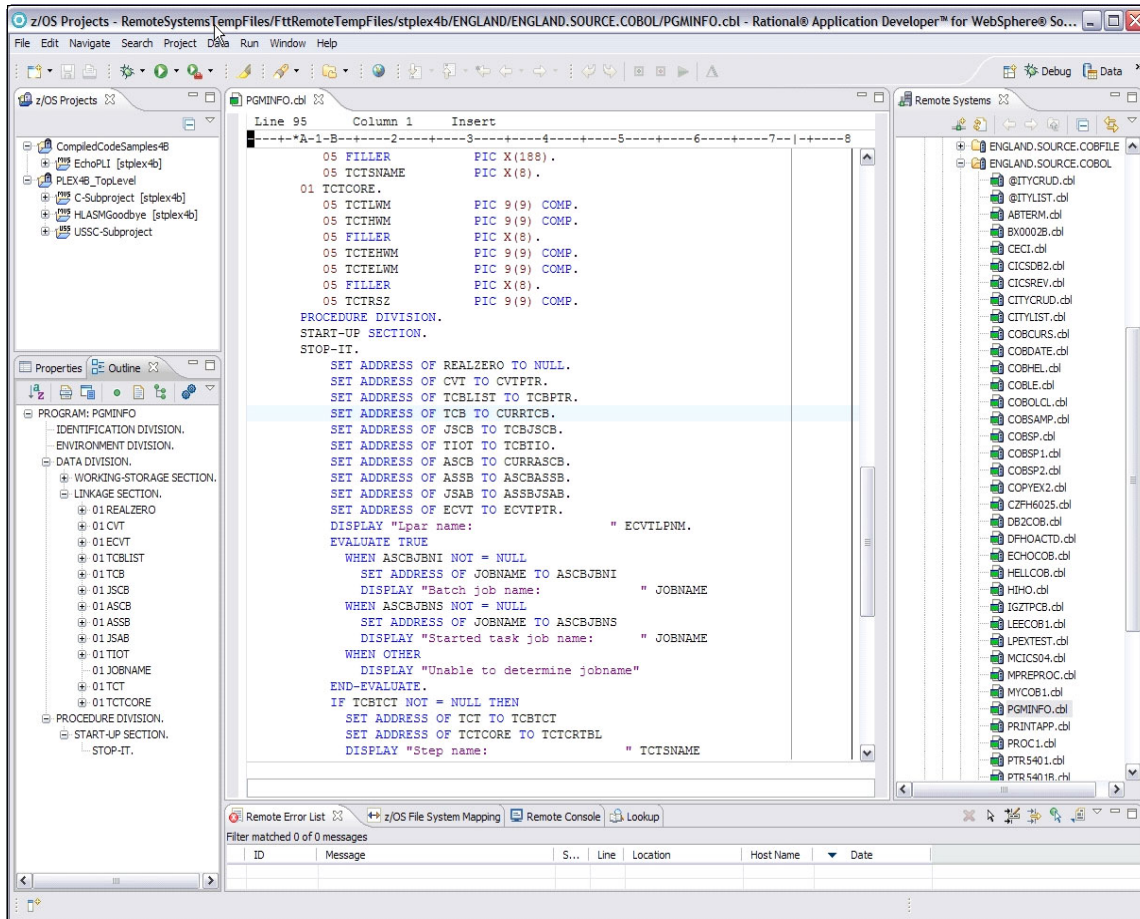 z/OS Projects - RemoteSystemsTempFiles/FttRemoteTempFiles/stplex4b/ENGLAND/ENGLAND.SOURCE.COBOL/PGMINFO.cbl - Rational® Application Developer™ for WebSphere® So...
File Edit Navigate Search Project Data Run Window Help
Debug Data
z/OS Projects
CompiledCodeSamples4B
EchoPLI [stplex4b]
PLEX4B_TopLevel
C-Subproject [stplex4b]
HLASMGoodbye [stplex4b]
USSC-Subproject
Properties Outline
PROGRAM: PGMINFO
IDENTIFICATION DIVISION.
ENVIRONMENT DIVISION.
DATA DIVISION.
WORKING-STORAGE SECTION.
LINKAGE SECTION.
01 REALZERO
01 CVT
01 ECVT
01 TCBLIST
01 TCB
01 JSCB
01 ASCB
01 ASSB
01 JSAB
01 TIOT
01 JOBNAME
01 TCT
01 TCTCORE
PROCEDURE DIVISION.
START-UP SECTION.
STOP-IT.
PGMINFO.cbl
Line 95 Column 1 Insert
----+-*A-1-B--+----2----+----3----+----4----+----5----+----6----+----7--|-+----8
05 FILLER PIC X(188).
05 TCTSNAME PIC X(8).
01 TCTCORE.
05 TCTLWM PIC 9(9) COMP.
05 TCTHWM PIC 9(9) COMP.
05 FILLER PIC X(8).
05 TCTEHWM PIC 9(9) COMP.
05 TCTELWM PIC 9(9) COMP.
05 FILLER PIC X(8).
05 TCTRSZ PIC 9(9) COMP.
PROCEDURE DIVISION.
START-UP SECTION.
STOP-IT.
SET ADDRESS OF REALZERO TO NULL.
SET ADDRESS OF CVT TO CVTPTR.
SET ADDRESS OF TCBLIST TO TCBPTR.
SET ADDRESS OF TCB TO CURRTCB.
SET ADDRESS OF JSCB TO TCBJSCB.
SET ADDRESS OF TIOT TO TCBTIO.
SET ADDRESS OF ASCB TO CURRASCB.
SET ADDRESS OF ASSB TO ASCBASSB.
SET ADDRESS OF JSAB TO ASSBJSAB.
SET ADDRESS OF ECVT TO ECVTPTR.
DISPLAY "Lpar name: " ECVTLPNM.
EVALUATE TRUE
WHEN ASCBJBNI NOT = NULL
SET ADDRESS OF JOBNAME TO ASCBJBNI
DISPLAY "Batch job name: " JOBNAME
WHEN ASCBJBNS NOT = NULL
SET ADDRESS OF JOBNAME TO ASCBJBNS
DISPLAY "Started task job name: " JOBNAME
WHEN OTHER
DISPLAY "Unable to determine jobname"
END-EVALUATE.
IF TCBTCT NOT = NULL THEN
SET ADDRESS OF TCT TO TCBTCT
SET ADDRESS OF TCTCORE TO TCTCRTBL
DISPLAY "Step name: " TCTSNAME
Remote Systems
ENGLAND.SOURCE.COBFILE
ENGLAND.SOURCE.COBOL
@ITYCRUD.cbl
@ITYLIST.cbl
ABTERM.cbl
BX0002B.cbl
CECI.cbl
CICSDB2.cbl
CICSREV.cbl
CITYCRUD.cbl
CITYLIST.cbl
COBCURS.cbl
COBDATE.cbl
COBHEL.cbl
COBLE.cbl
COBOLCL.cbl
COBSAMP.cbl
COBSP.cbl
COBSP1.cbl
COBSP2.cbl
COPYEX2.cbl
CZFH6025.cbl
DB2COB.cbl
DFHOACTD.cbl
ECHOCOB.cbl
HELLCOB.cbl
HIHO.cbl
IGZTPCB.cbl
LEECOB1.cbl
LPEXTEST.cbl
MCICS04.cbl
MPREPROC.cbl
MYCOB1.cbl
PGMINFO.cbl
PRINTAPP.cbl
PROC1.cbl
PTR5401.cbl
PTR5401B.cbl
Remote Error List z/OS File System Mapping Remote Console Lookup
Filter matched 0 of 0 messages
ID Message S... Line Location Host Name Date